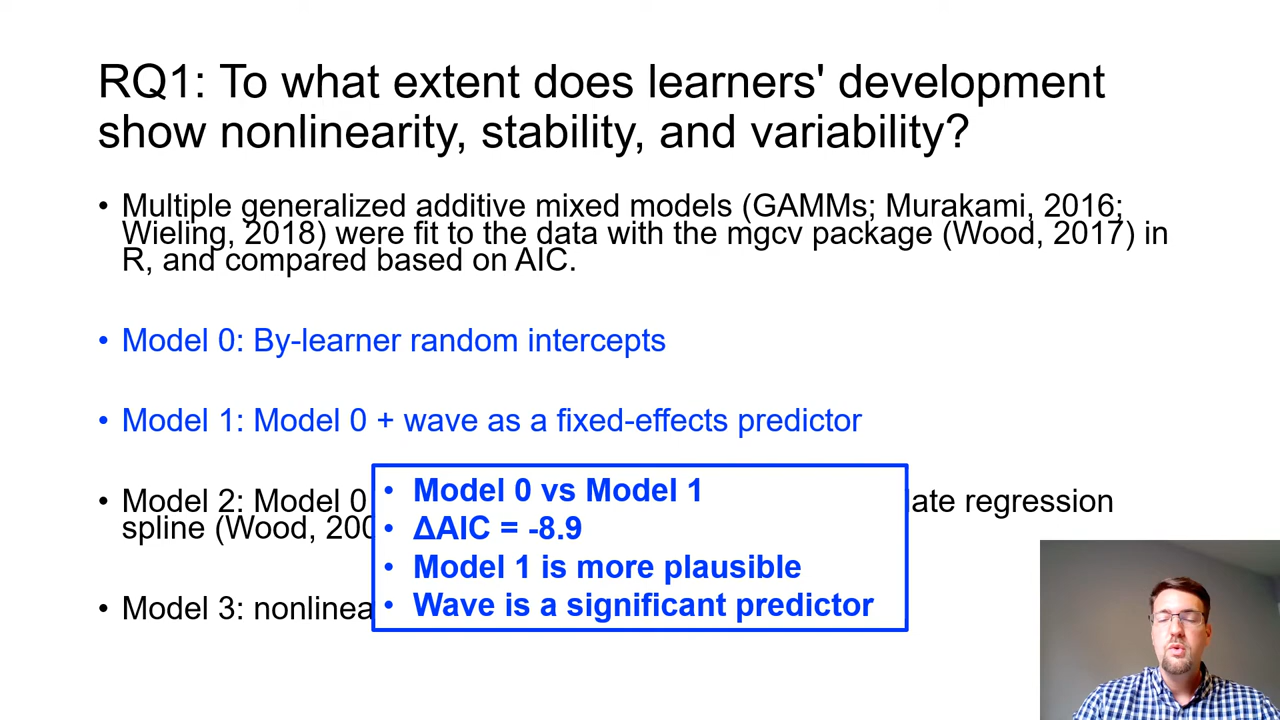 RQ1: To what extent does learners' development
show nonlinearity, stability, and variability?
• Multiple generalized additive mixed models (GAMMs; Murakami, 2016;
Wieling, 2018) were fit to the data with the mgcv package (Wood, 2017) in
R, and compared based on AIC.
• Model 0: By-learner random intercepts
• Model 1: Model 0 + wave as a fixed-effects predictor
• Model 2: Model 0 regression
spline (Wood,
• Model 3:
• Model 0 vs Model 1
• ΔAIC = -8.9
• Model 1 is more plausible
• Wave is a significant predictor